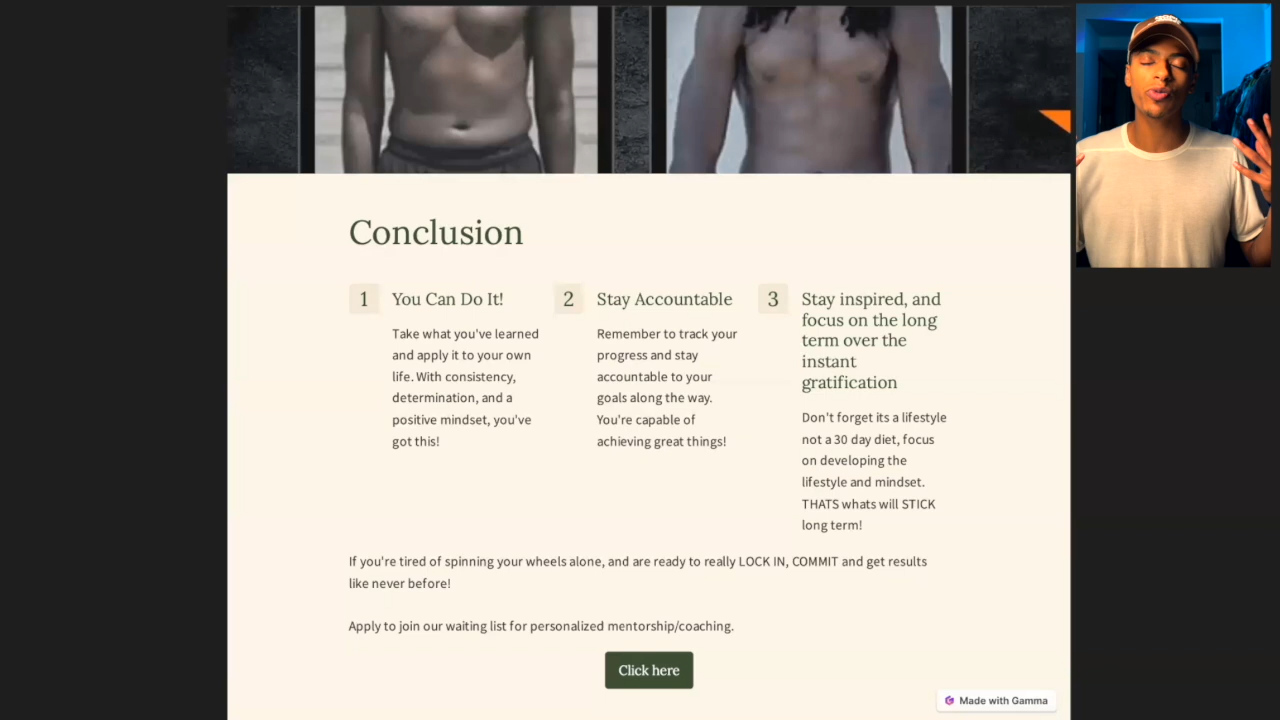 Conclusion
1
You Can Do It!
Take what you've learned
and apply it to your own
life. With consistency,
determination, and a
positive mindset, you've
got this!
2
Stay Accountable
Remember to track your
progress and stay
accountable to your
goals along the way.
You're capable of
achieving great things!
3
Stay inspired, and
focus on the long
term over the
instant
gratification
Don't forget its a lifestyle
not a 30 day diet, focus
on developing the
lifestyle and mindset.
THATS whats will STICK
long term!
If you're tired of spinning your wheels alone, and are ready to really LOCK IN, COMMIT and get results
like never before!
Apply to join our waiting list for personalized mentorship/coaching.
Click here
Made with Gamma